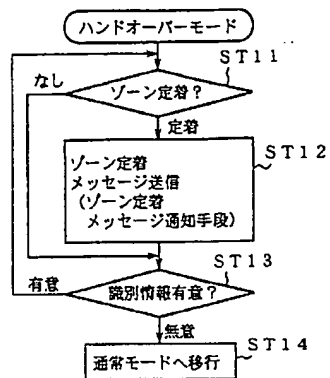 ハンドオーバーモード
ST11
なし
ゾーン定着?
定着
ST12
ゾーン定着
メッセージ送信
(ゾーン定着
メッセージ通知手段)
ST13
有意
識別情報有意?
無意
ST14
通常モードへ移行